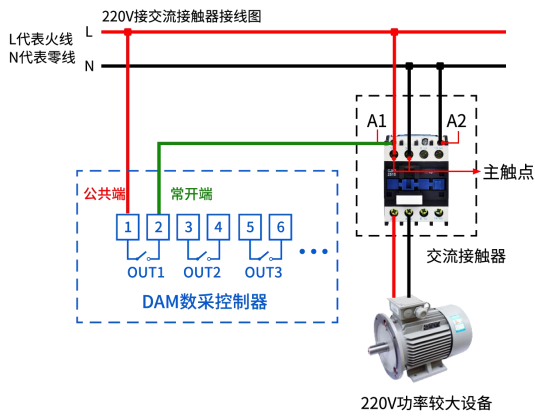 220V接交流接触器接线图
L代表火线
N代表零线
L
N
A1
A2
主触点
公共端
常开端
1 2 3 4 5 6
OUT1 OUT2 OUT3
交流接触器
DAM数采控制器
220V功率较大设备